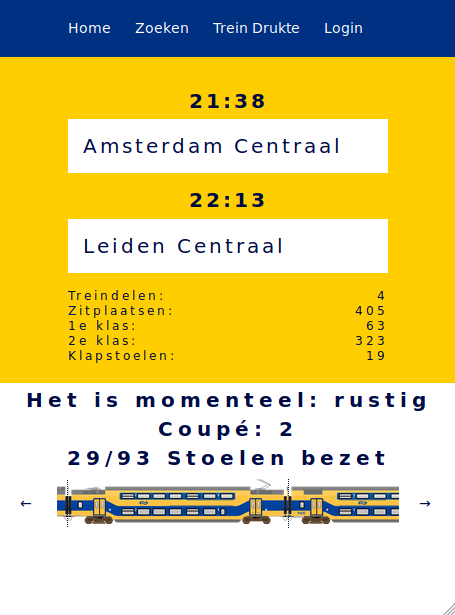 Home Zoeken Trein Drukte Login
21:38
Amsterdam Centraal
22:13
Leiden Centraal
Treindelen: 4
Zitplaatsen: 405
1e klas: 63
2e klas: 323
Klapstoelen: 19
Het is momenteel: rustig
Coupé: 2
29/93 Stoelen bezet
← →